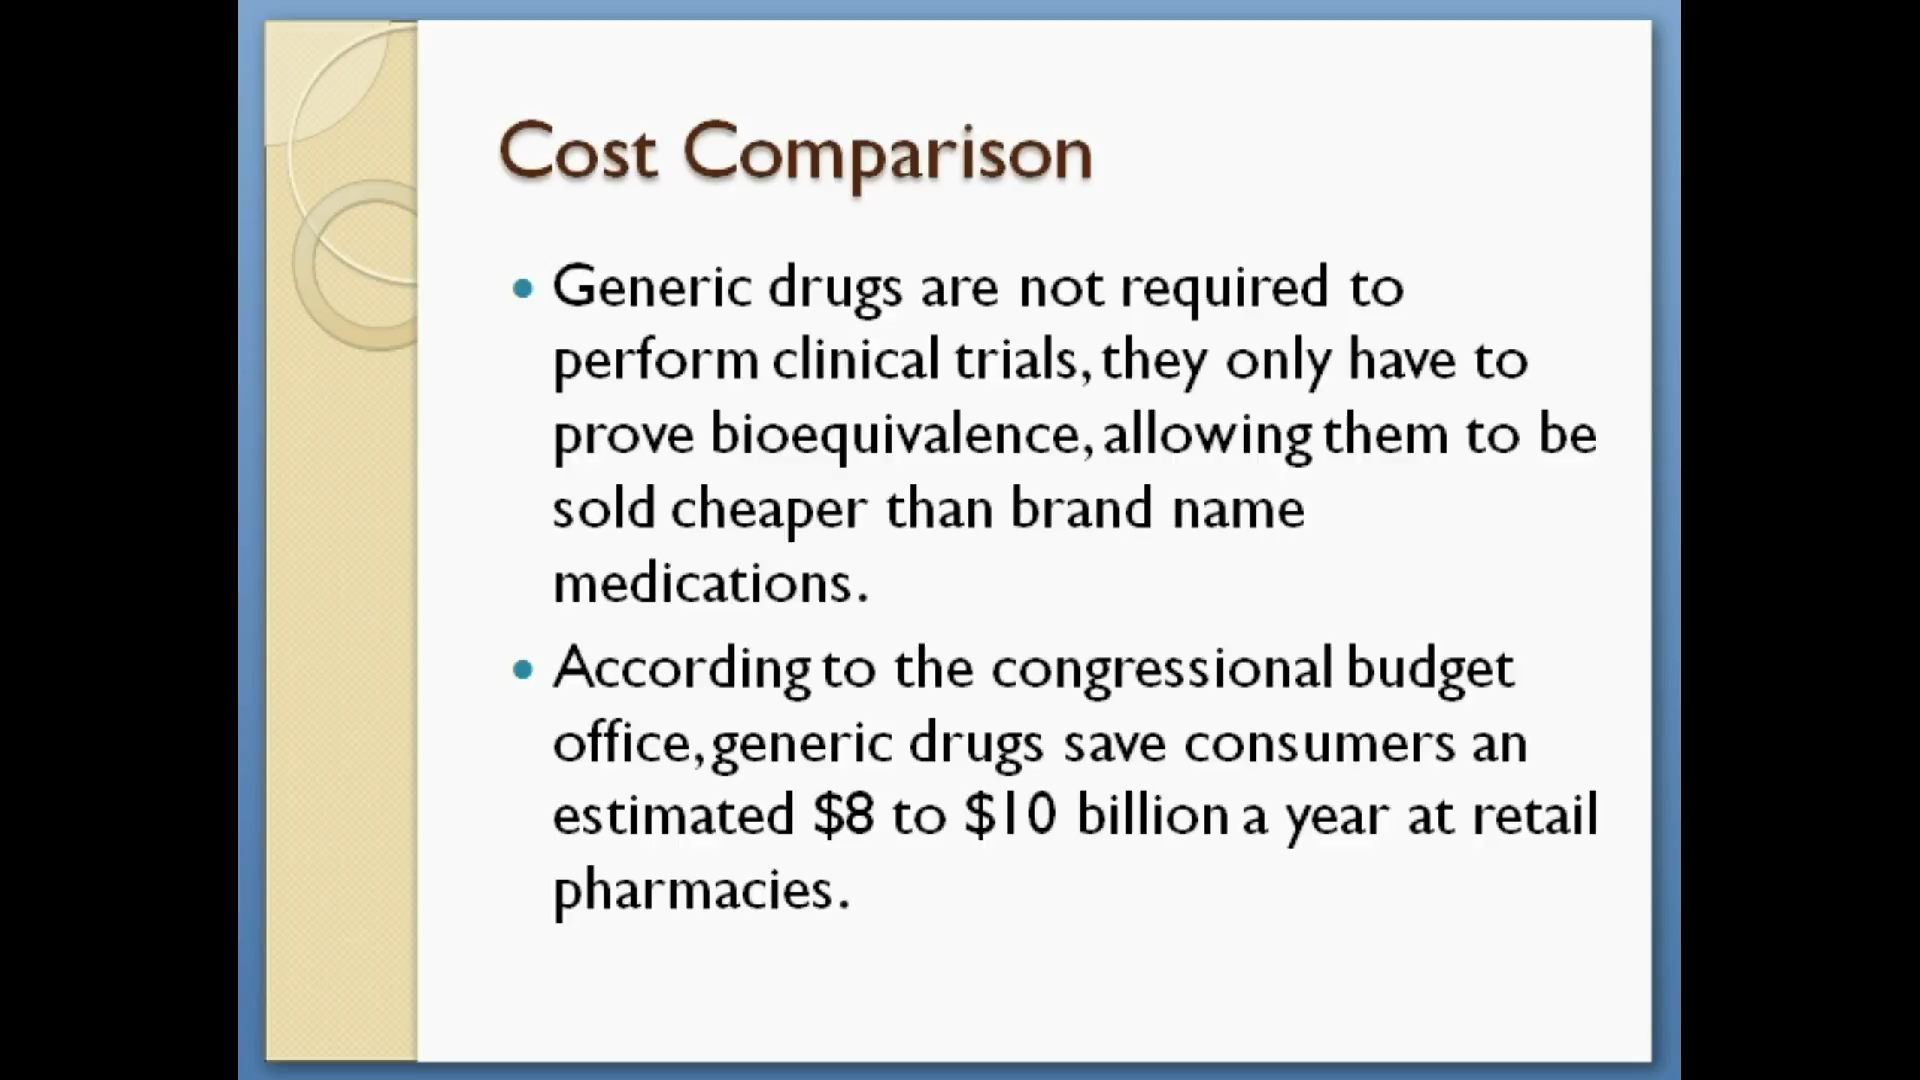 Cost Comparison
• Generic drugs are not required to
perform clinical trials, they only have to
prove bioequivalence, allowing them to be
sold cheaper than brand name
medications.
• According to the congressional budget
office, generic drugs save consumers an
estimated $8 to $10 billion a year at retail
pharmacies.